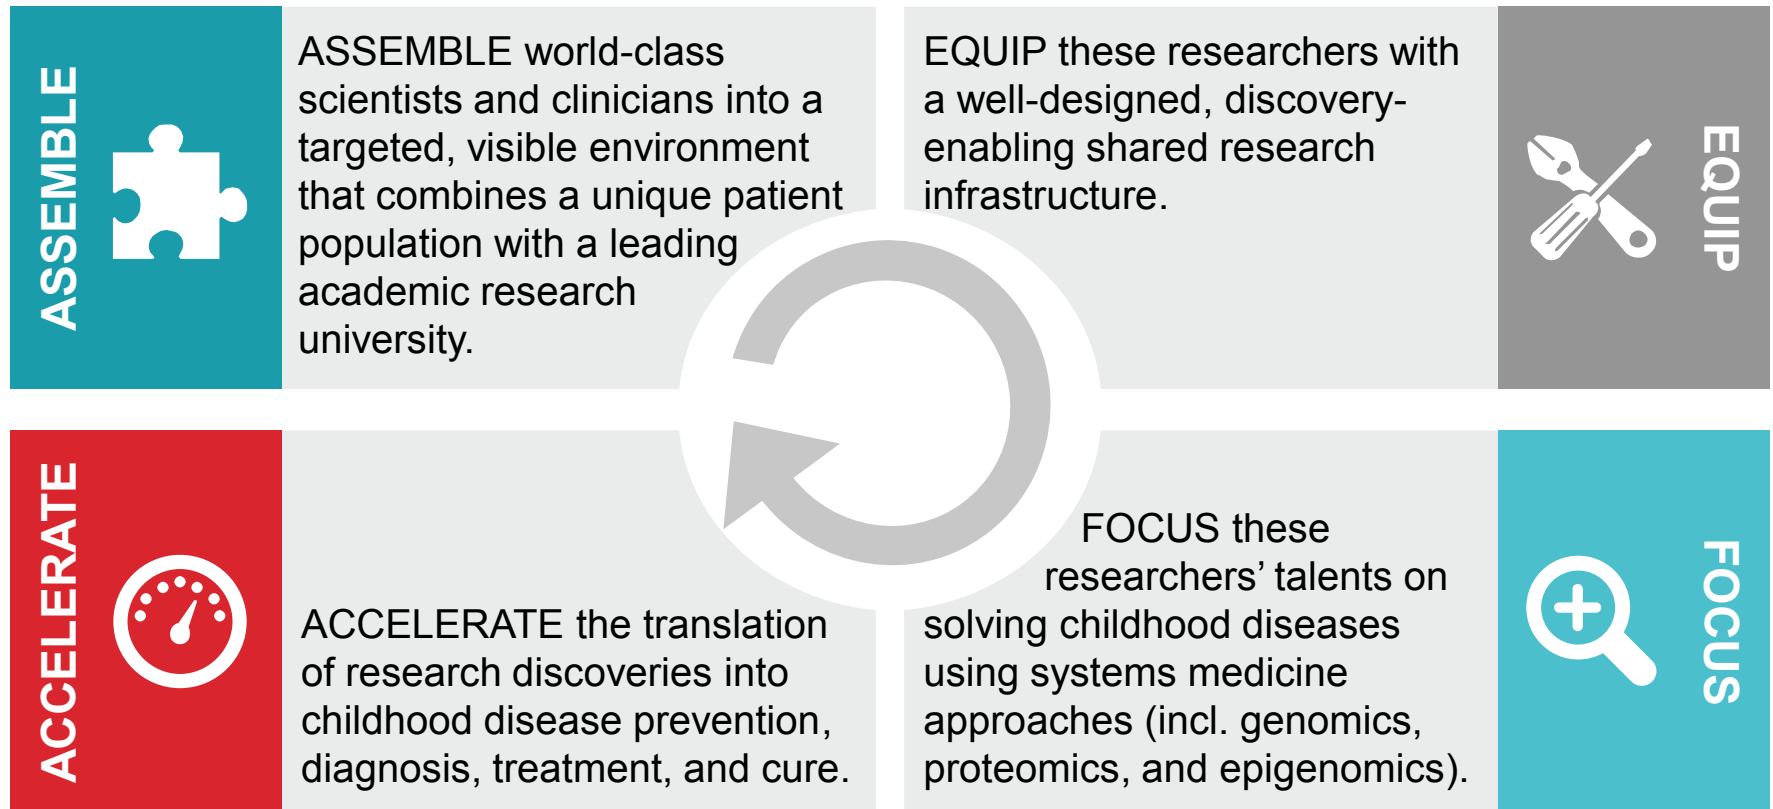 ASSEMBLE
ASSEMBLE world-class
scientists and clinicians into a
targeted, visible environment
that combines a unique patient
population with a leading
academic research
university.
EQUIP these researchers with
a well-designed, discovery-
enabling shared research
infrastructure.
EQUIP
ACCELERATE
ACCELERATE the translation
of research discoveries into
childhood disease prevention,
diagnosis, treatment, and cure.
FOCUS these
researchers’ talents on
solving childhood diseases
using systems medicine
approaches (incl. genomics,
proteomics, and epigenomics).
FOCUS